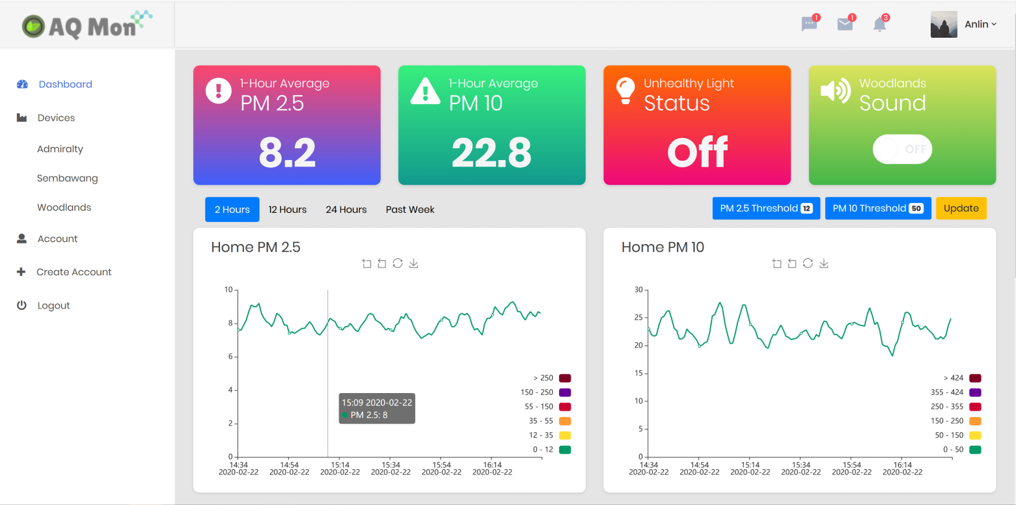 AQ Mon
1
1
3
Anlin
Dashboard
Devices
Admiralty
Sembawang
Woodlands
Account
Create Account
Logout
1-Hour Average
PM 2.5
8.2
1-Hour Average
PM 10
22.8
Unhealthy Light
Status
Off
Woodlands
Sound
OFF
2 Hours 12 Hours 24 Hours Past Week
PM 2.5 Threshold 12 PM 10 Threshold 50 Update
Home PM 2.5
10
8
6
4
2
0
15:09 2020-02-22
PM 2.5: 8
> 250
150 - 250
55 - 150
35 - 55
12 - 35
0 - 12
14:34 14:54 15:14 15:34 15:54 16:14
2020-02-22 2020-02-22 2020-02-22 2020-02-22 2020-02-22 2020-02-22
Home PM 10
30
25
20
15
10
5
0
> 424
355 - 424
250 - 355
150 - 250
50 - 150
0 - 50
14:34 14:54 15:14 15:34 15:54 16:14
2020-02-22 2020-02-22 2020-02-22 2020-02-22 2020-02-22 2020-02-22